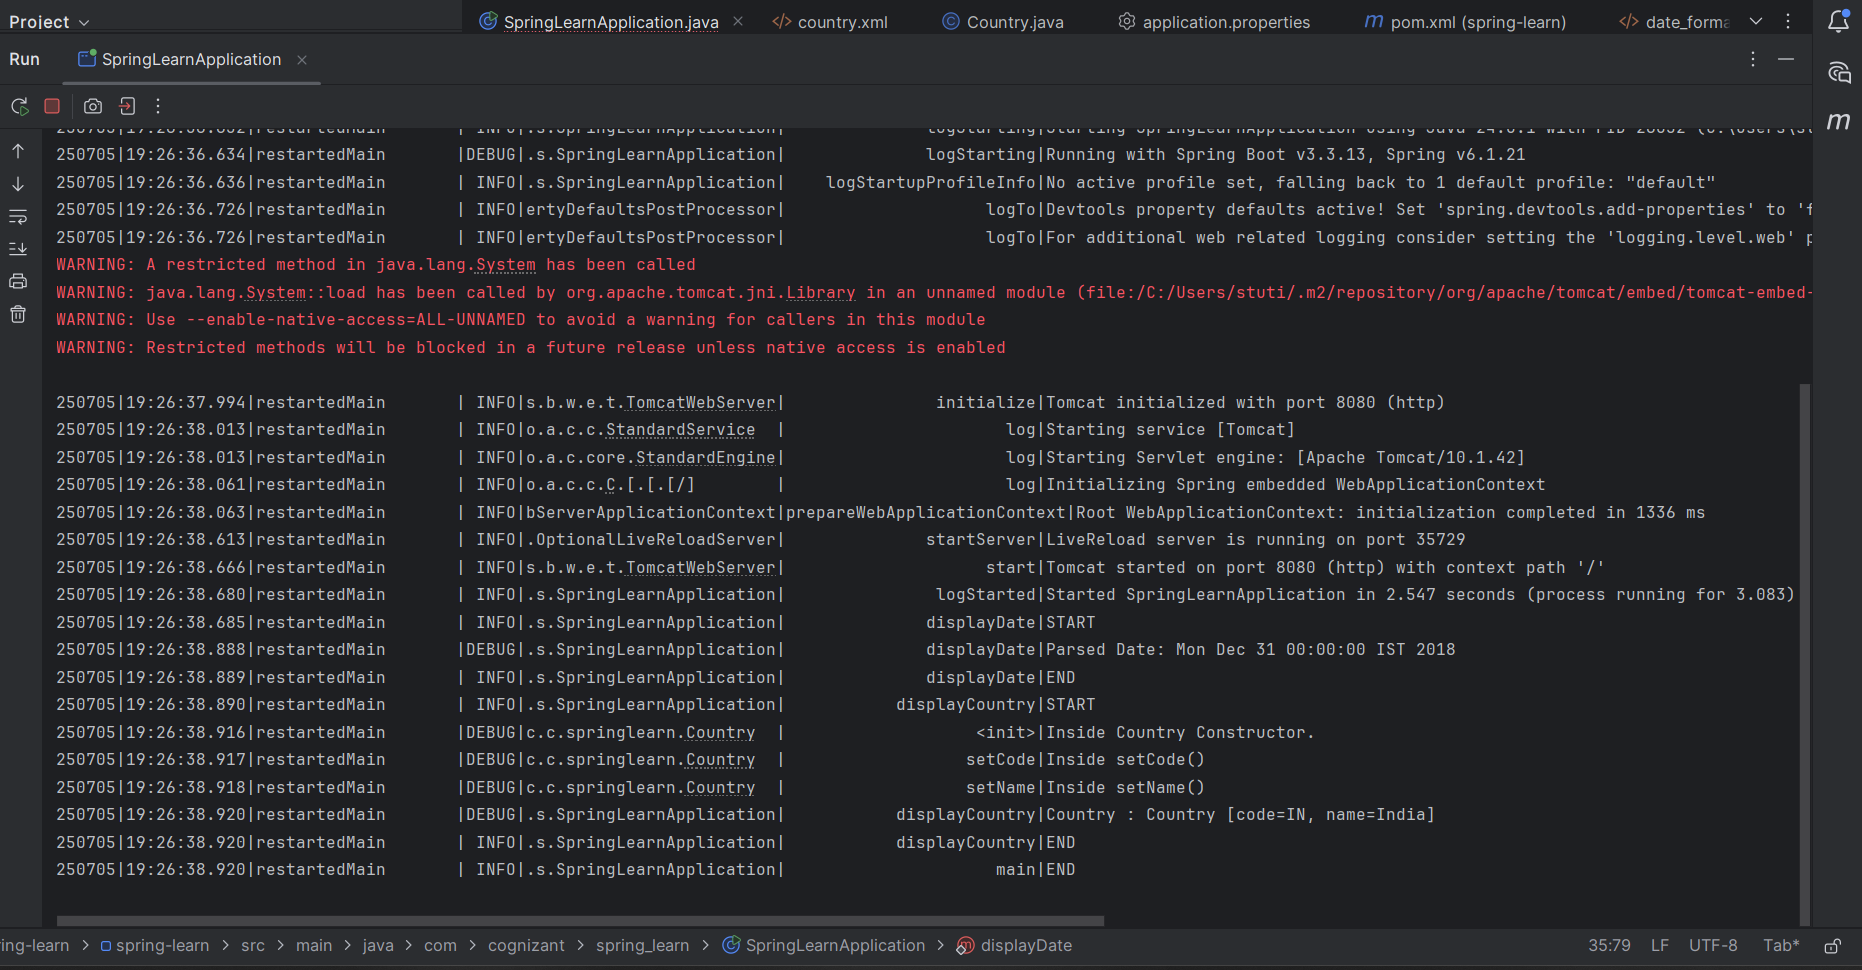 Project
SpringLearnApplication.java country.xml Country.java application.properties pom.xml (spring-learn) date_forma
Run SpringLearnApplication
250705|19:26:36.632|restartedMain | INFO|.s.SpringLearnApplication| logStarting|Starting SpringLearnApplication using Java 24.0.1 with PID
250705|19:26:36.634|restartedMain |DEBUG|.s.SpringLearnApplication| logStarting|Running with Spring Boot v3.3.13, Spring v6.1.21
250705|19:26:36.636|restartedMain | INFO|.s.SpringLearnApplication| logStartupProfileInfo|No active profile set, falling back to 1 default profile: "default"
250705|19:26:36.726|restartedMain | INFO|ertyDefaultsPostProcessor| logTo|Devtools property defaults active! Set 'spring.devtools.add-properties' to 'f
250705|19:26:36.726|restartedMain | INFO|ertyDefaultsPostProcessor| logTo|For additional web related logging consider setting the 'logging.level.web' p
WARNING: A restricted method in java.lang.System has been called
WARNING: java.lang.System::load has been called by org.apache.tomcat.jni.Library in an unnamed module (file:/C:/Users/stuti/.m2/repository/org/apache/tomcat/embed/tomcat-embed-
WARNING: Use --enable-native-access=ALL-UNNAMED to avoid a warning for callers in this module
WARNING: Restricted methods will be blocked in a future release unless native access is enabled
250705|19:26:37.994|restartedMain | INFO|s.b.w.e.t.TomcatWebServer| initialize|Tomcat initialized with port 8080 (http)
250705|19:26:38.013|restartedMain | INFO|o.a.c.c.StandardService | log|Starting service [Tomcat]
250705|19:26:38.013|restartedMain | INFO|o.a.c.core.StandardEngine| log|Starting Servlet engine: [Apache Tomcat/10.1.42]
250705|19:26:38.061|restartedMain | INFO|o.a.c.c.C.[.[.[/] | log|Initializing Spring embedded WebApplicationContext
250705|19:26:38.063|restartedMain | INFO|bServerApplicationContext|prepareWebApplicationContext|Root WebApplicationContext: initialization completed in 1336 ms
250705|19:26:38.613|restartedMain | INFO|.OptionalLiveReloadServer| startServer|LiveReload server is running on port 35729
250705|19:26:38.666|restartedMain | INFO|s.b.w.e.t.TomcatWebServer| start|Tomcat started on port 8080 (http) with context path '/'
250705|19:26:38.680|restartedMain | INFO|.s.SpringLearnApplication| logStarted|Started SpringLearnApplication in 2.547 seconds (process running for 3.083)
250705|19:26:38.685|restartedMain | INFO|.s.SpringLearnApplication| displayDate|START
250705|19:26:38.888|restartedMain |DEBUG|.s.SpringLearnApplication| displayDate|Parsed Date: Mon Dec 31 00:00:00 IST 2018
250705|19:26:38.889|restartedMain | INFO|.s.SpringLearnApplication| displayDate|END
250705|19:26:38.890|restartedMain | INFO|.s.SpringLearnApplication| displayCountry|START
250705|19:26:38.916|restartedMain |DEBUG|c.c.springlearn.Country | <init>|Inside Country Constructor.
250705|19:26:38.917|restartedMain |DEBUG|c.c.springlearn.Country | setCode|Inside setCode()
250705|19:26:38.918|restartedMain |DEBUG|c.c.springlearn.Country | setName|Inside setName()
250705|19:26:38.920|restartedMain |DEBUG|.s.SpringLearnApplication| displayCountry|Country : Country [code=IN, name=India]
250705|19:26:38.920|restartedMain | INFO|.s.SpringLearnApplication| displayCountry|END
250705|19:26:38.920|restartedMain | INFO|.s.SpringLearnApplication| main|END
ing-learn > spring-learn > src > main > java > com > cognizant > spring_learn > SpringLearnApplication > displayDate 35:79 LF UTF-8 Tab*